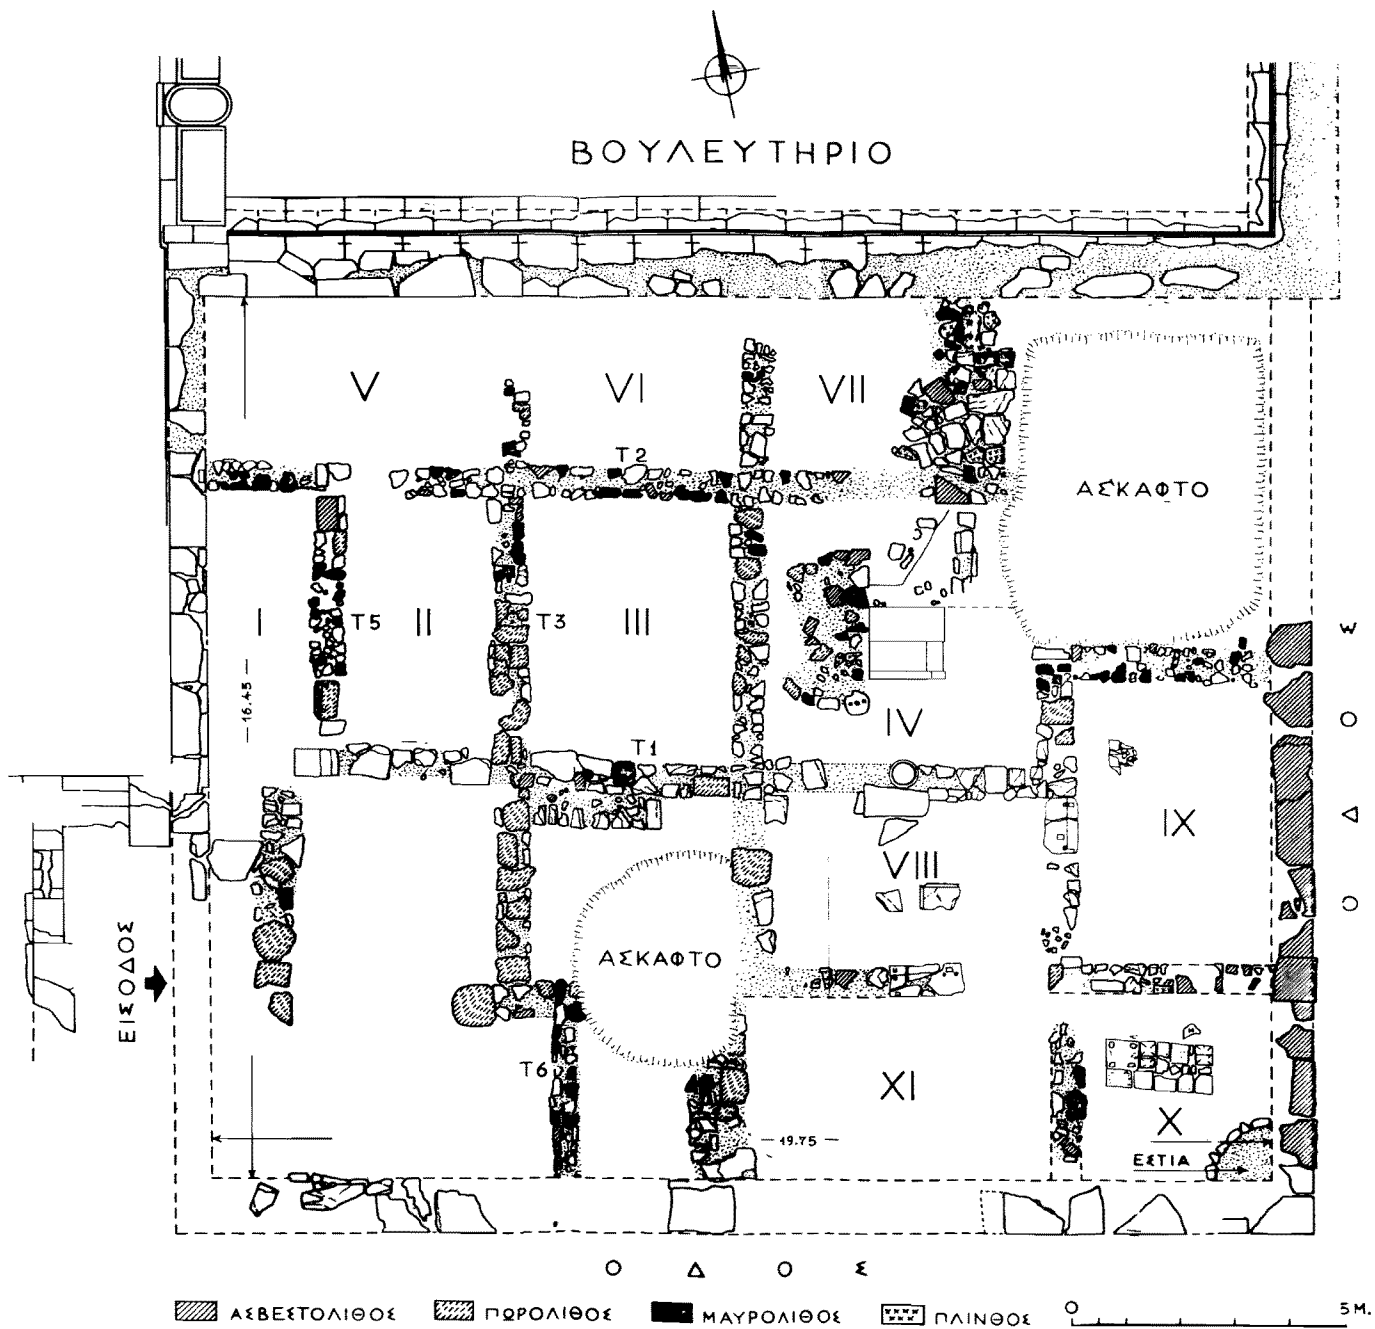 ΒΟΥΛΕΥΤΗΡΙΟ
V
VI
VII
T2
ΑΣΚΑΦΤΟ
I
T5
II
T3
III
16.45
IV
T1
IX
VIII
ΑΣΚΑΦΤΟ
ΕΙΣΟΔΟΣ
T6
XI
X
19.75
ΕΣΤΙΑ
Ο Δ Ο Σ
Ο Δ Ο Σ
ΑΣΒΕΣΤΟΛΙΘΟΣ ΠΩΡΟΛΙΘΟΣ ΜΑΥΡΟΛΙΘΟΣ ΠΛΙΝΘΟΣ 0 5 Μ.